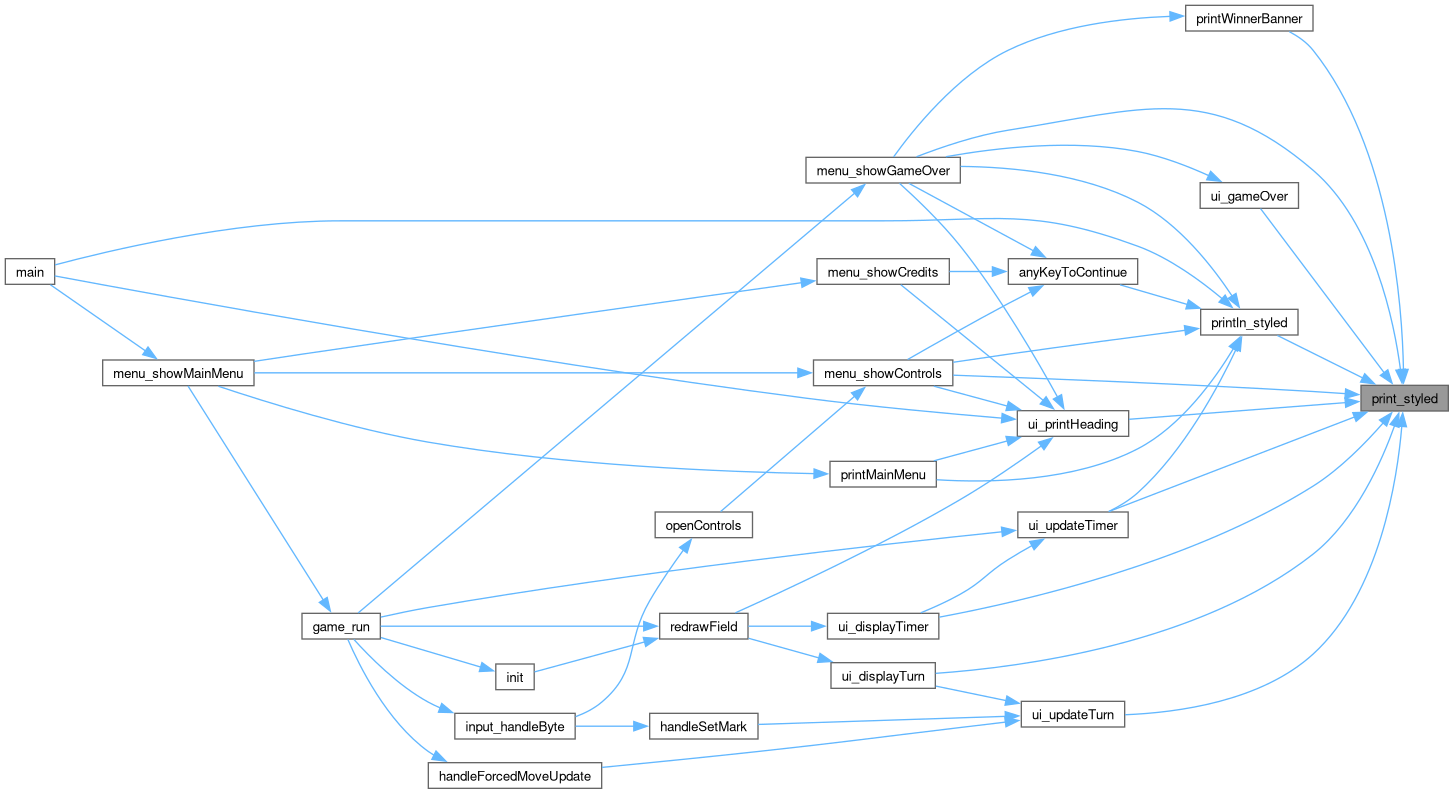 printWinnerBanner
menu_showGameOver
ui_gameOver
main
menu_showCredits
anyKeyToContinue
println_styled
menu_showMainMenu
menu_showControls
print_styled
ui_printHeading
printMainMenu
openControls
ui_updateTimer
game_run
redrawField
ui_displayTimer
init
ui_displayTurn
input_handleByte
handleSetMark
ui_updateTurn
handleForcedMoveUpdate